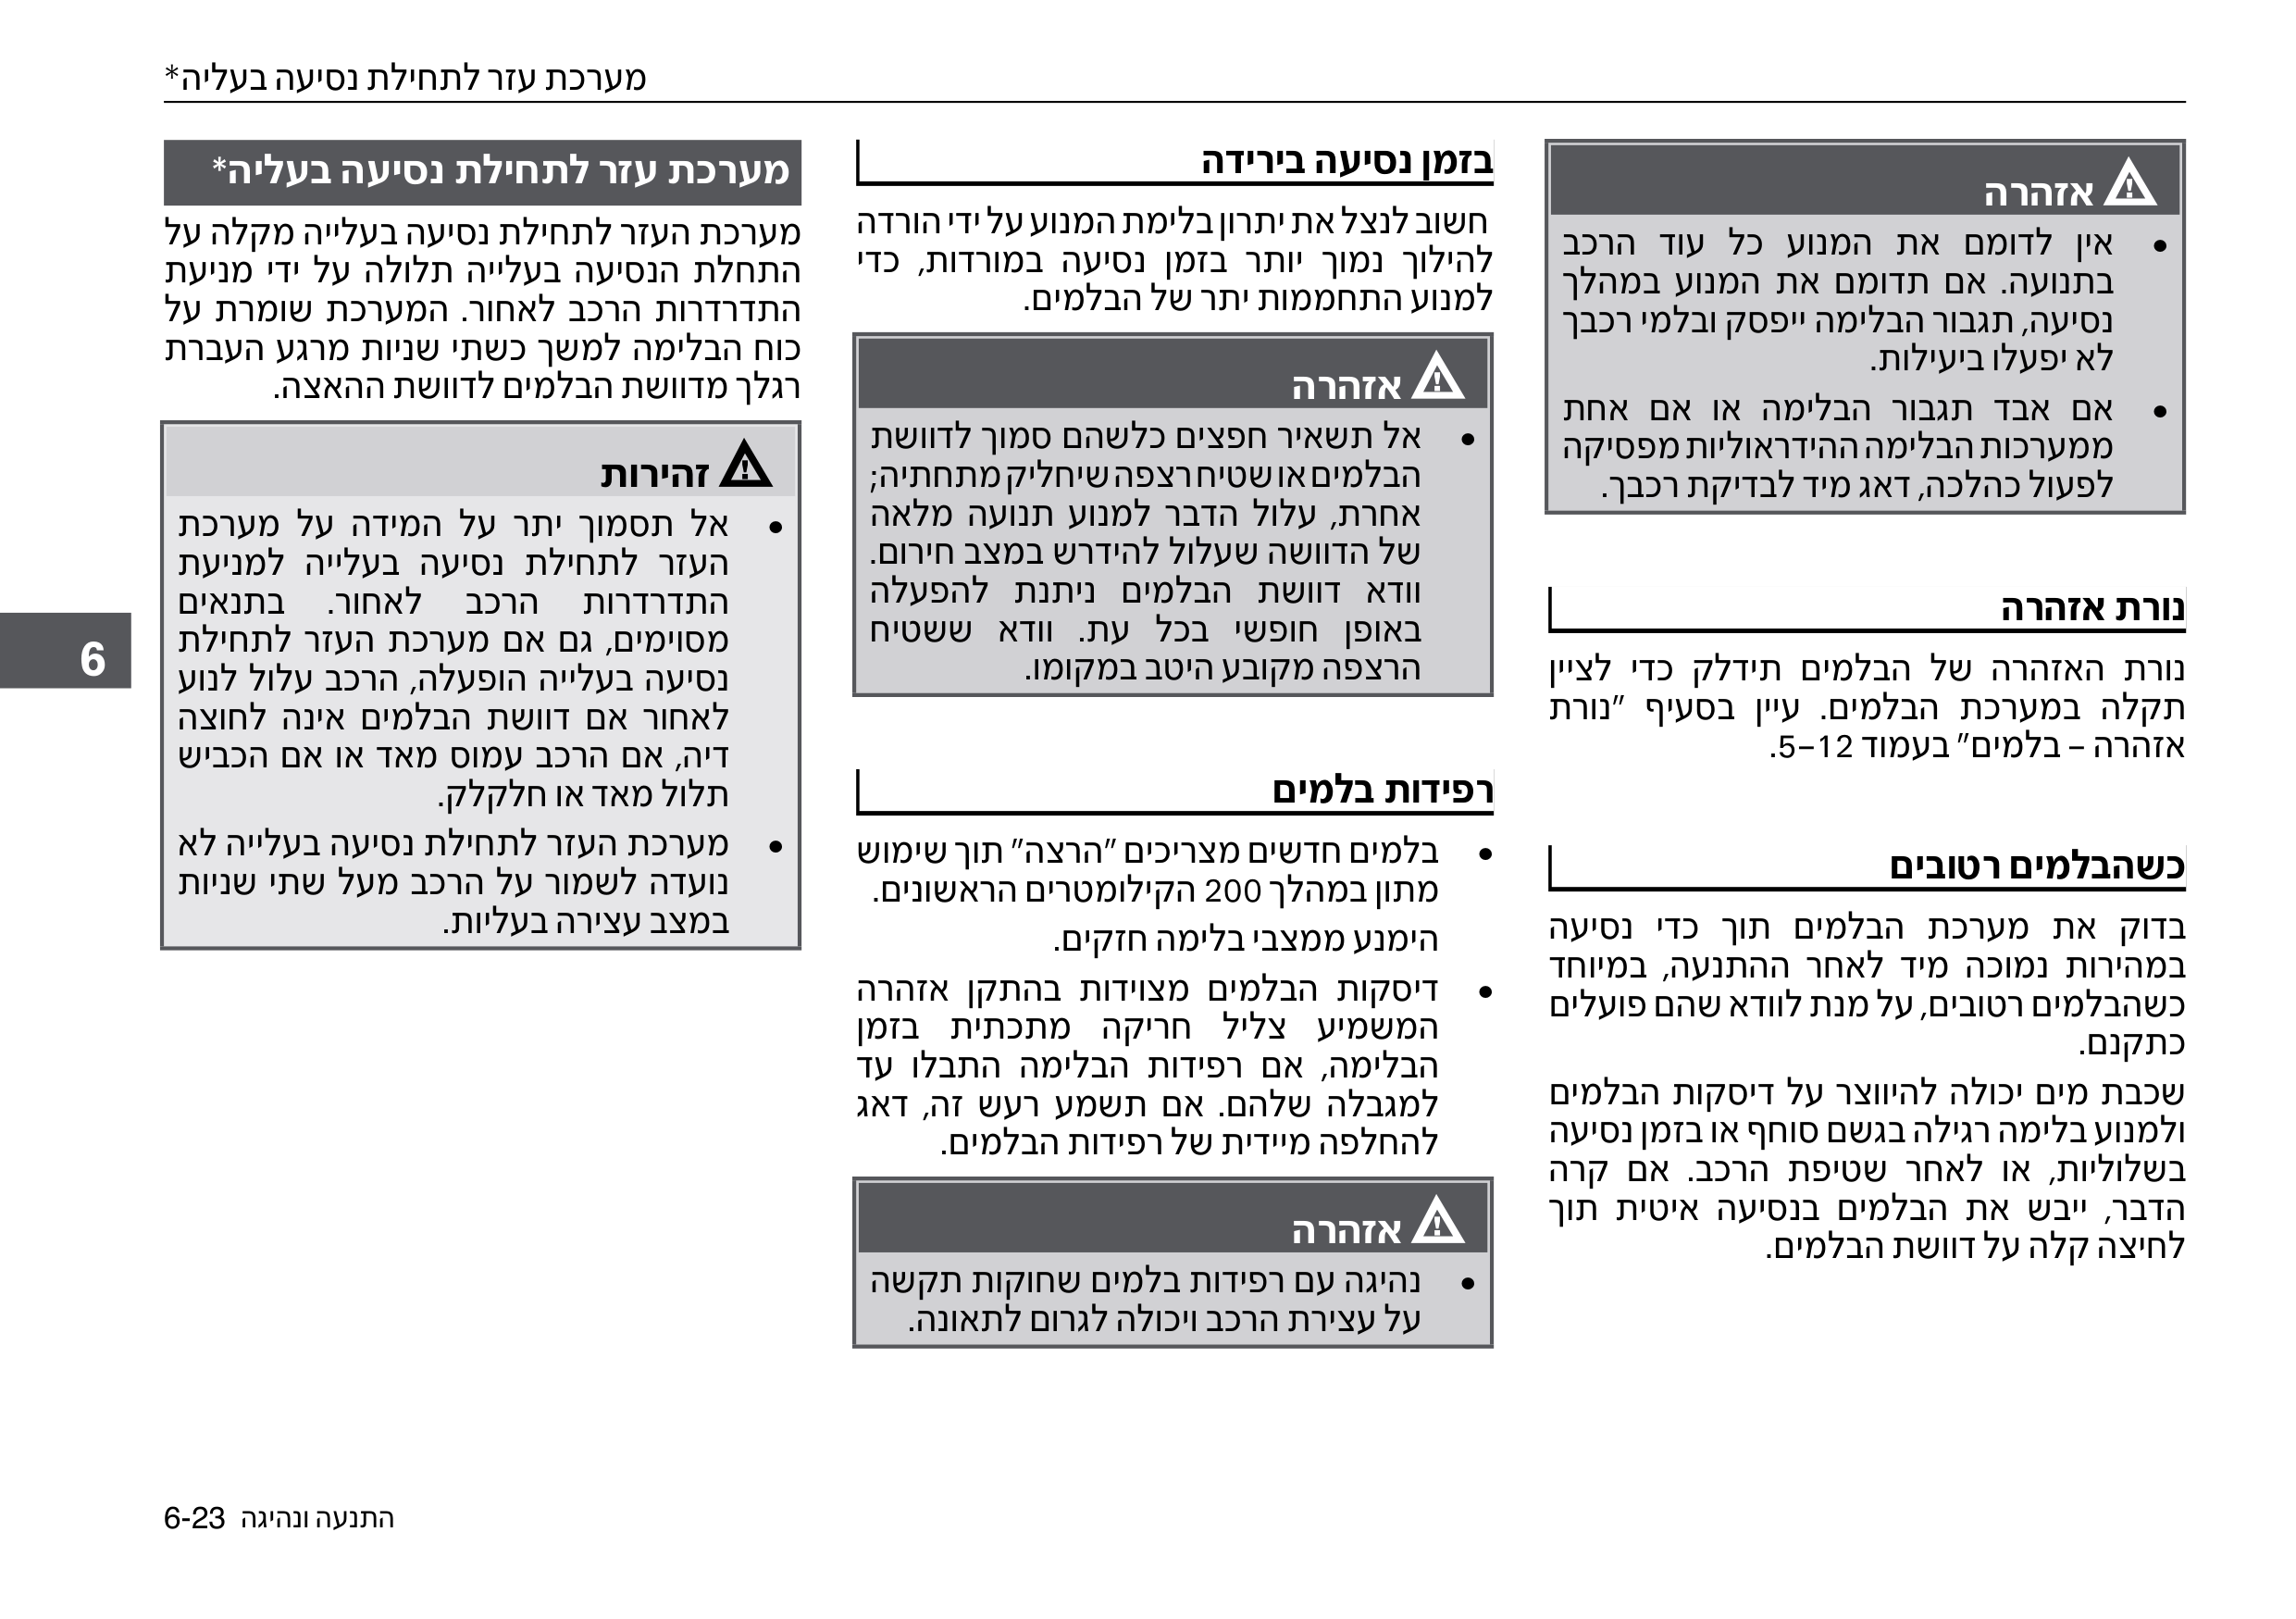 מערכת עזר לתחילת נסיעה בעליה*
אזהרה
• אין לדומם את המנוע כל עוד הרכב
בתנועה. אם תדומם את המנוע במהלך
נסיעה, תגבור הבלימה ייפסק ובלמי רכבך
לא יפעלו ביעילות.
• אם אבד תגבור הבלימה או אם אחת
ממערכות הבלימה ההידראוליות מפסיקה
לפעול כהלכה, דאג מיד לבדיקת רכבך.
נורת אזהרה
נורת האזהרה של הבלמים תידלק כדי לציין
תקלה במערכת הבלמים. עיין בסעיף "נורת
אזהרה – בלמים" בעמוד 5–12.
כשהבלמים רטובים
בדוק את מערכת הבלמים תוך כדי נסיעה
במהירות נמוכה מיד לאחר ההתנעה, במיוחד
כשהבלמים רטובים, על מנת לוודא שהם פועלים
כתקנם.
שכבת מים יכולה להיווצר על דיסקות הבלמים
ולמנוע בלימה רגילה בגשם סוחף או בזמן נסיעה
בשלוליות, או לאחר שטיפת הרכב. אם קרה
הדבר, ייבש את הבלמים בנסיעה איטית תוך
לחיצה קלה על דוושת הבלמים.
בזמן נסיעה בירידה
חשוב לנצל את יתרון בלימת המנוע על ידי הורדה
להילוך נמוך יותר בזמן נסיעה במורדות, כדי
למנוע התחממות יתר של הבלמים.
אזהרה
• אל תשאיר חפצים כלשהם סמוך לדוושת
הבלמים או שטיח רצפה שיחליק מתחתיה;
אחרת, עלול הדבר למנוע תנועה מלאה
של הדוושה שעלול להידרש במצב חירום.
וודא דוושת הבלמים ניתנת להפעלה
באופן חופשי בכל עת. וודא ששטיח
הרצפה מקובע היטב במקומו.
רפידות בלמים
• בלמים חדשים מצריכים "הרצה" תוך שימוש
מתון במהלך 200 הקילומטרים הראשונים.
הימנע ממצבי בלימה חזקים.
• דיסקות הבלמים מצוידות בהתקן אזהרה
המשמיע צליל חריקה מתכתית בזמן
הבלימה, אם רפידות הבלימה התבלו עד
למגבלה שלהם. אם תשמע רעש זה, דאג
להחלפה מיידית של רפידות הבלמים.
אזהרה
• נהיגה עם רפידות בלמים שחוקות תקשה
על עצירת הרכב ויכולה לגרום לתאונה.
מערכת עזר לתחילת נסיעה בעליה*
מערכת העזר לתחילת נסיעה בעלייה מקלה על
התחלת הנסיעה בעלייה תלולה על ידי מניעת
התדרדרות הרכב לאחור. המערכת שומרת על
כוח הבלימה למשך כשתי שניות מרגע העברת
רגלך מדוושת הבלמים לדוושת ההאצה.
זהירות
• אל תסמוך יתר על המידה על מערכת
העזר לתחילת נסיעה בעלייה למניעת
התדרדרות הרכב לאחור. בתנאים
מסוימים, גם אם מערכת העזר לתחילת
נסיעה בעלייה הופעלה, הרכב עלול לנוע
לאחור אם דוושת הבלמים אינה לחוצה
דיה, אם הרכב עמוס מאד או אם הכביש
תלול מאד או חלקלק.
• מערכת העזר לתחילת נסיעה בעלייה לא
נועדה לשמור על הרכב מעל שתי שניות
במצב עצירה בעליות.
6
התנעה ונהיגה 6-23